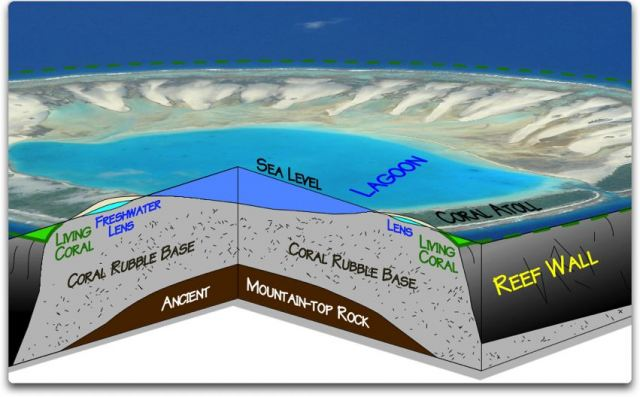 SEA LEVEL
LAGOON
CORAL ATOLL
LIVING
CORAL
FRESHWATER
LENS
LENS
LIVING
CORAL
CORAL RUBBLE BASE
CORAL RUBBLE BASE
REEF WALL
ANCIENT
MOUNTAIN-TOP ROCK